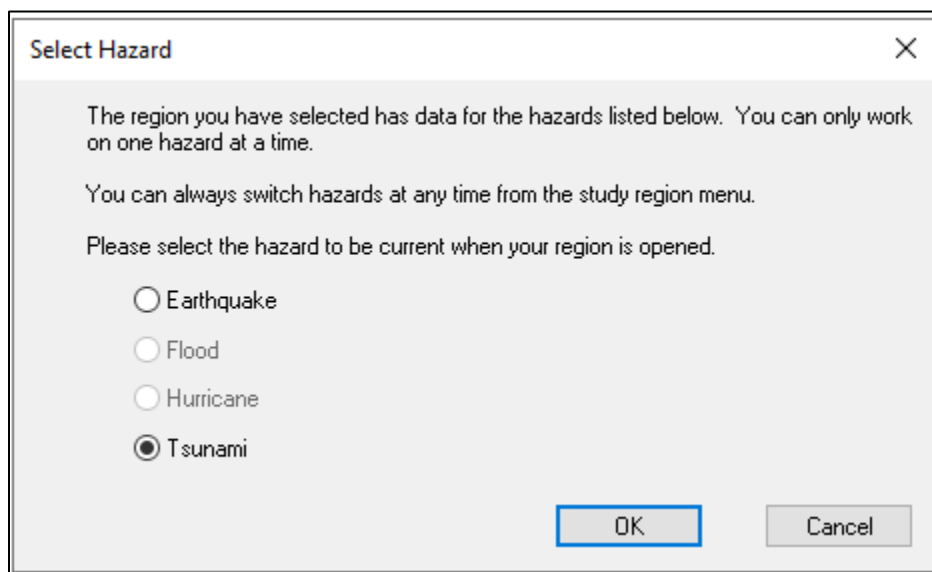 Select Hazard
The region you have selected has data for the hazards listed below.  You can only work
on one hazard at a time.
You can always switch hazards at any time from the study region menu.
Please select the hazard to be current when your region is opened.
Earthquake
Flood
Hurricane
Tsunami
OK
Cancel